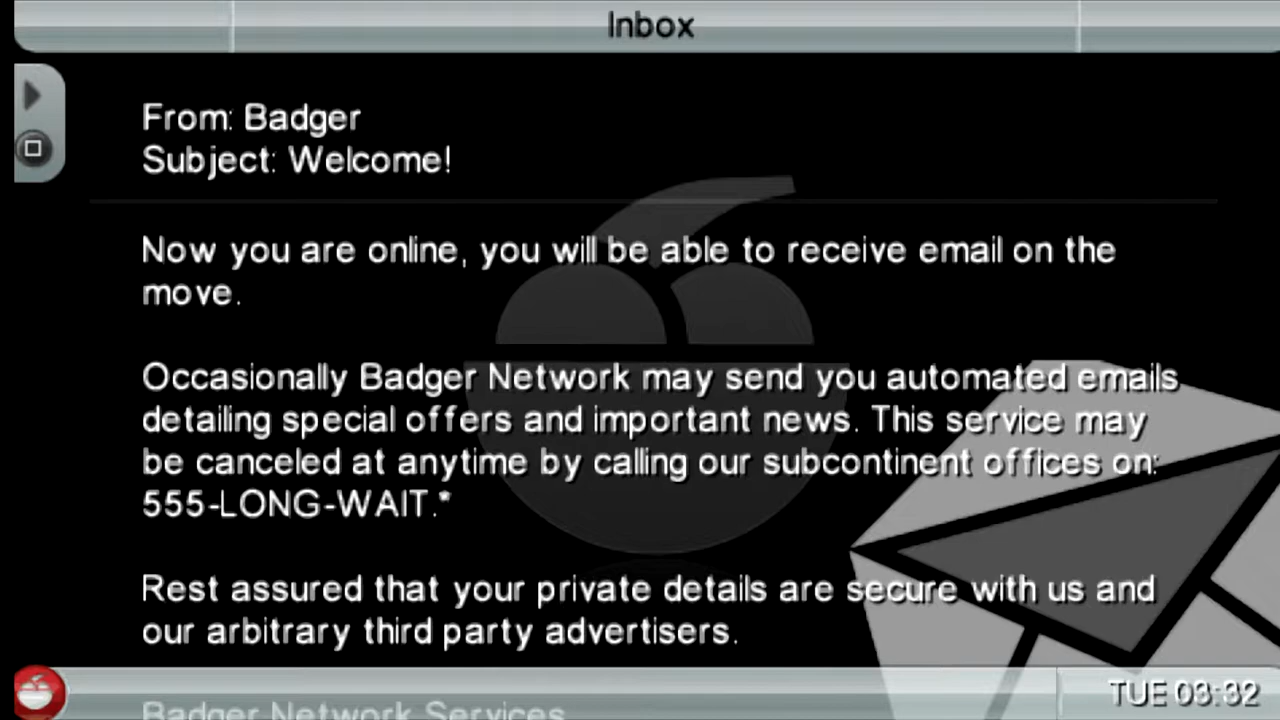 Inbox
From: Badger
Subject: Welcome!
Now you are online, you will be able to receive email on the
move.
Occasionally Badger Network may send you automated emails
detailing special offers and important news. This service may
be canceled at anytime by calling our subcontinent offices on:
555-LONG-WAIT.*
Rest assured that your private details are secure with us and
our arbitrary third party advertisers.
Badger Network Services
TUE 03:32